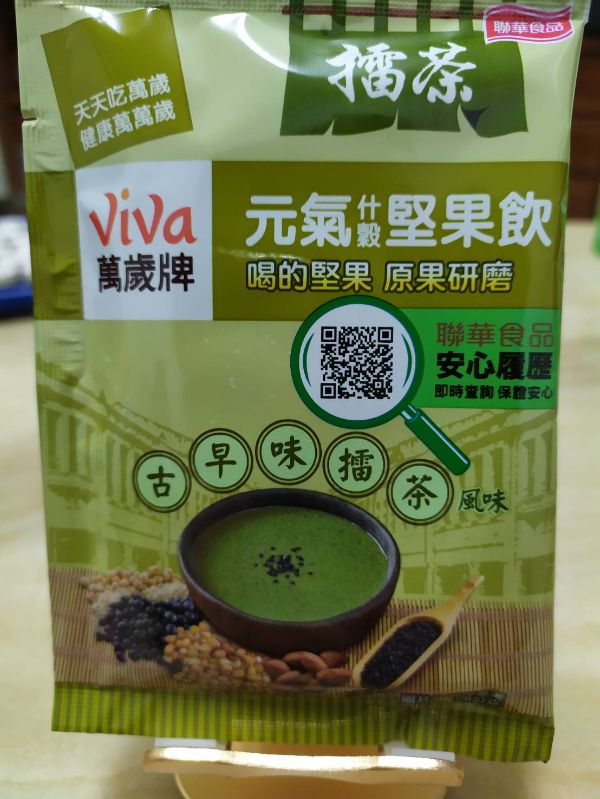 聯華食品
擂茶
天天吃萬歲
健康萬萬歲
viva
萬歲牌
元氣什穀堅果飲
喝的堅果 原果研磨
聯華食品
安心履歷
即時查詢 保證安心
古早味擂茶風味